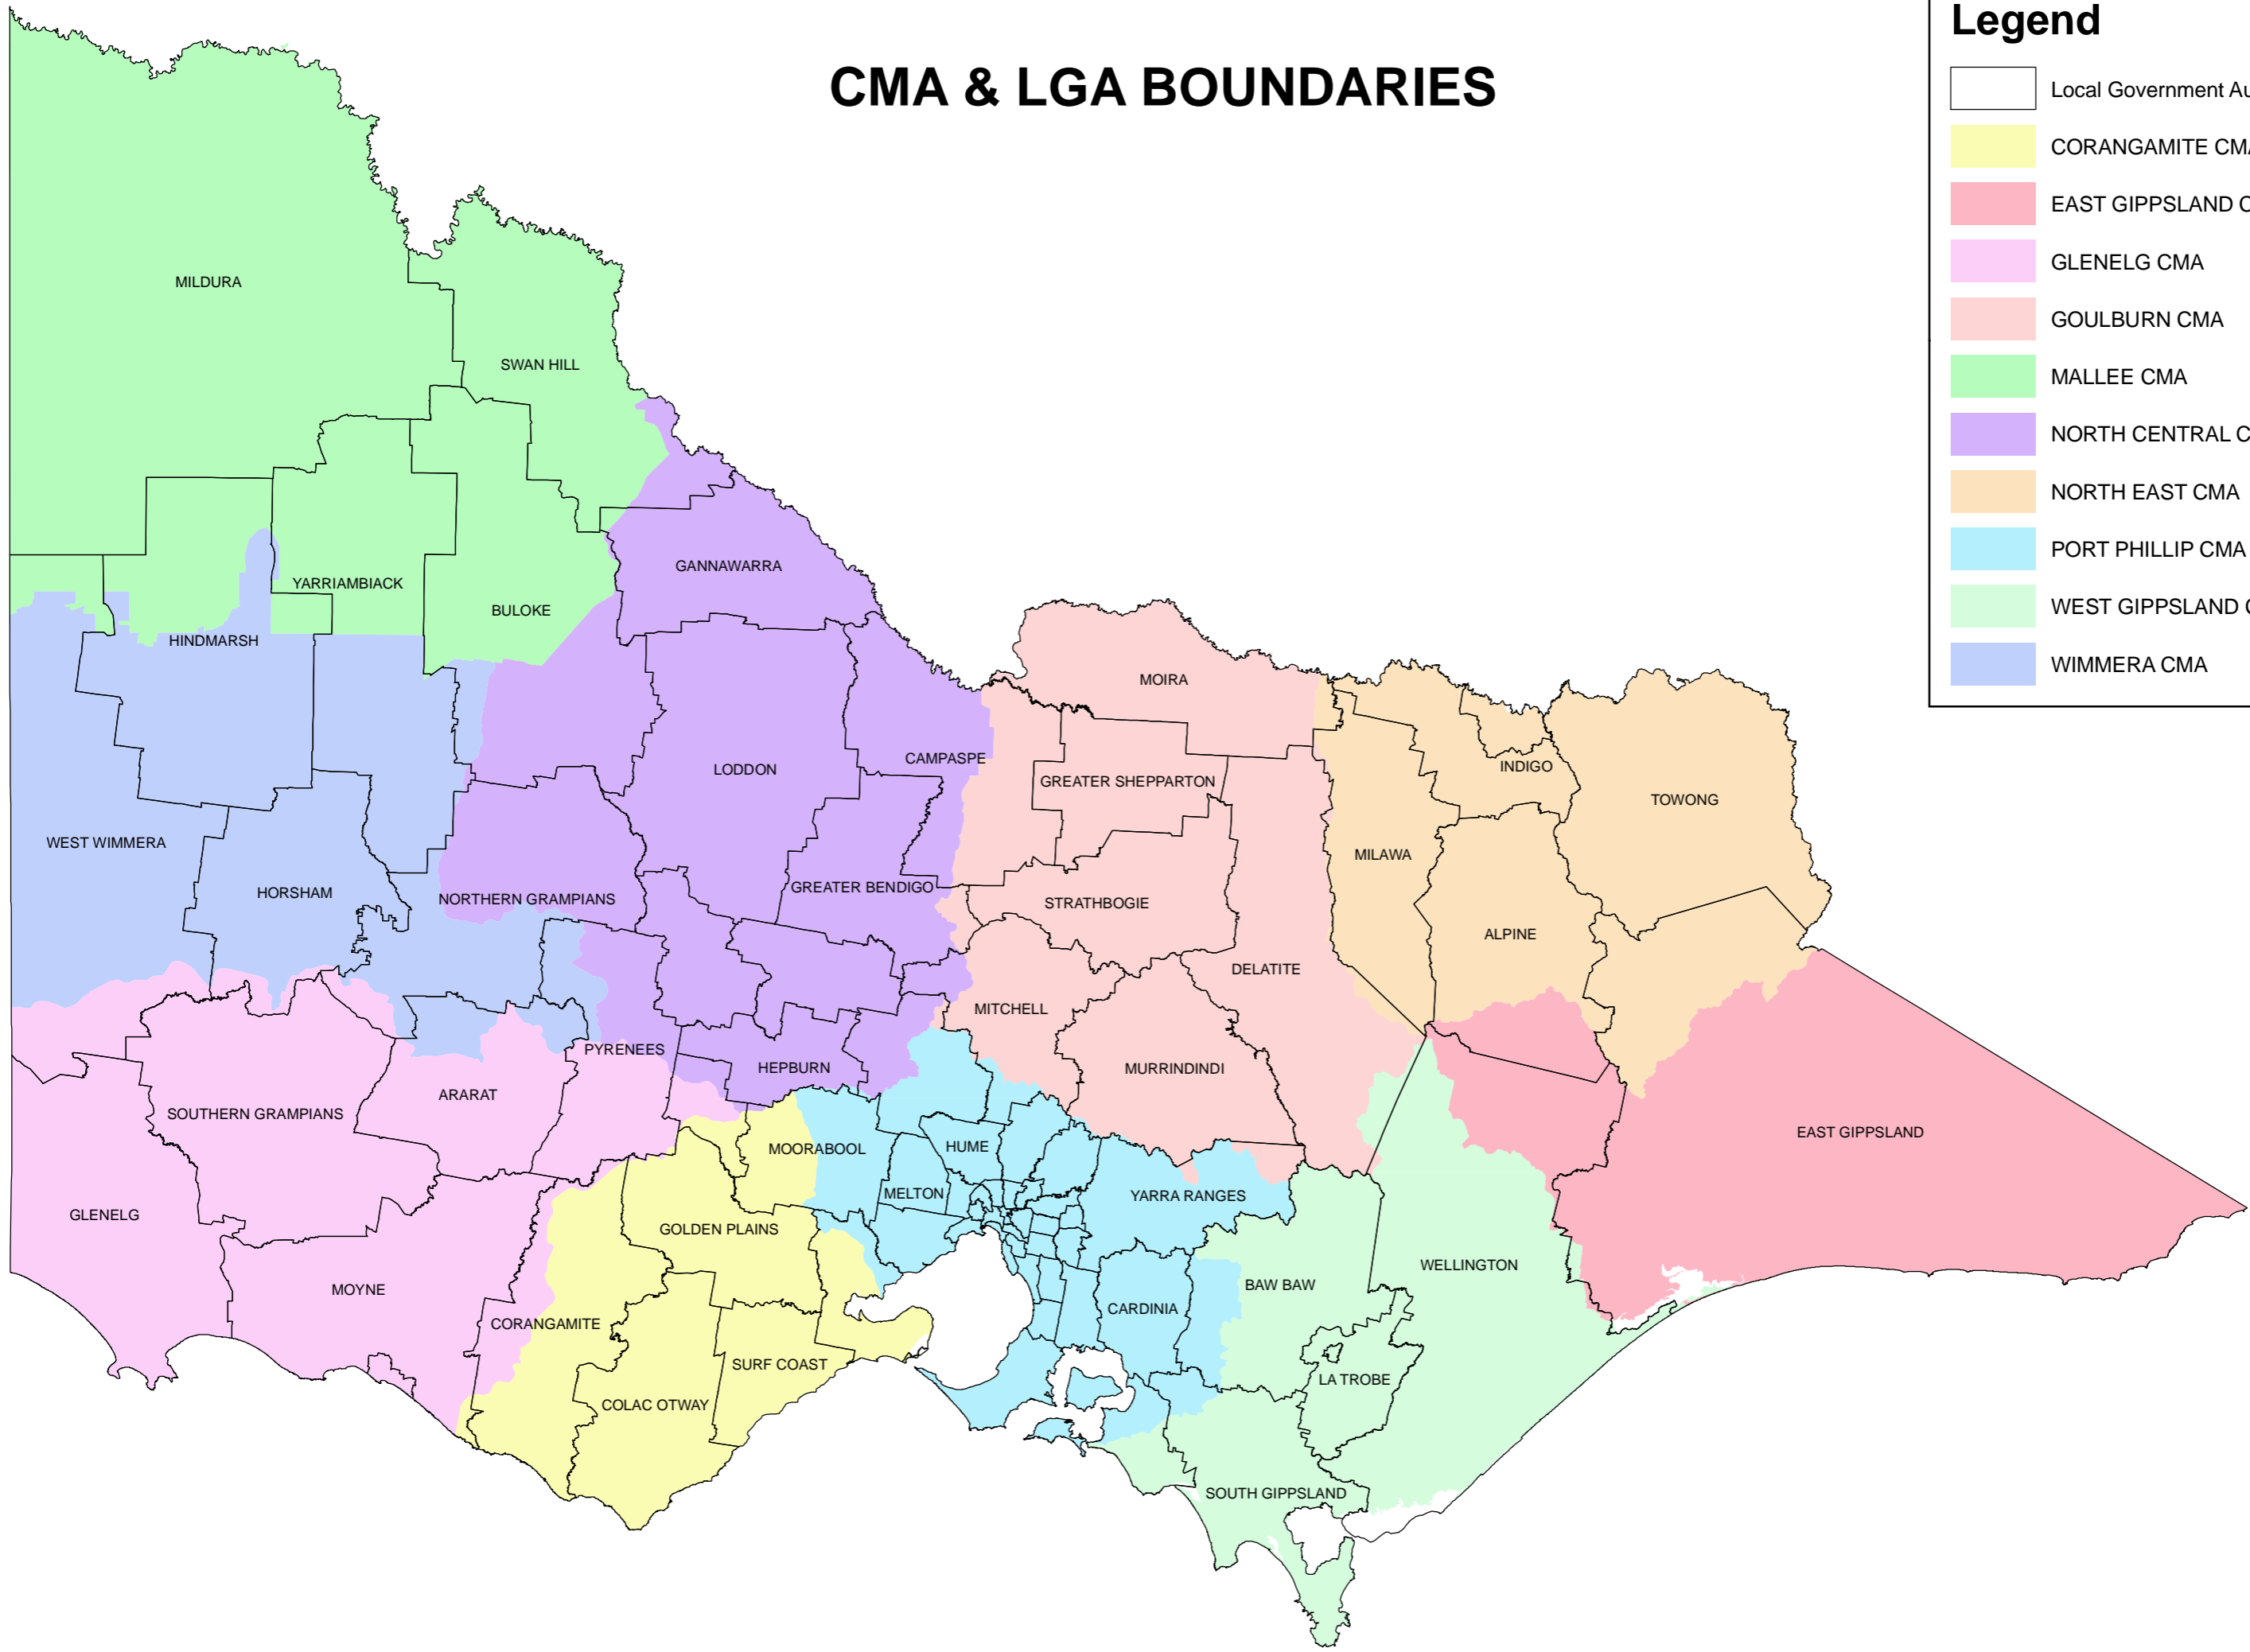 CMA & LGA BOUNDARIES
Legend
Local Government Au
CORANGAMITE CMA
EAST GIPPSLAND C
GLENELG CMA
GOULBURN CMA
MALLEE CMA
NORTH CENTRAL C
NORTH EAST CMA
PORT PHILLIP CMA
WEST GIPPSLAND C
WIMMERA CMA
MILDURA
SWAN HILL
GANNAWARRA
YARRIAMBIACK
BULOKE
HINDMARSH
MOIRA
CAMPASPE
INDIGO
LODDON
GREATER SHEPPARTON
TOWONG
WEST WIMMERA
MILAWA
HORSHAM
GREATER BENDIGO
NORTHERN GRAMPIANS
STRATHBOGIE
ALPINE
DELATITE
MITCHELL
PYRENEES
HEPBURN
MURRINDINDI
ARARAT
SOUTHERN GRAMPIANS
EAST GIPPSLAND
MOORABOOL
HUME
MELTON
YARRA RANGES
GLENELG
GOLDEN PLAINS
WELLINGTON
MOYNE
BAW BAW
CARDINIA
CORANGAMITE
SURF COAST
LA TROBE
COLAC OTWAY
SOUTH GIPPSLAND